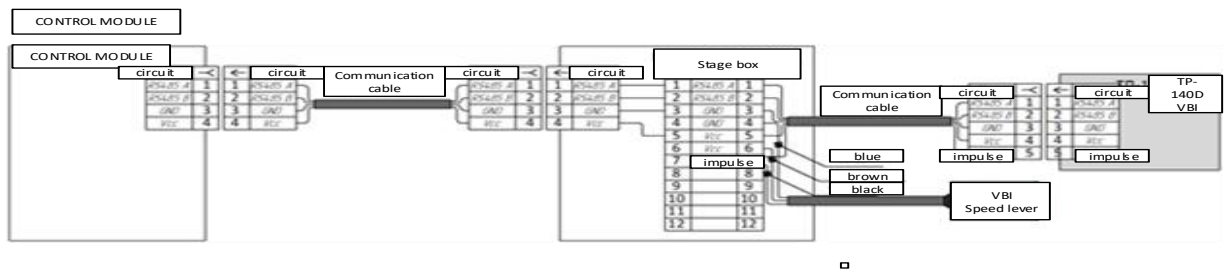 CONTROL MODULE
CONTROL MODULE
circuit
circuit
Communication
cable
circuit
circuit
Stage box
RS485 A 1
RS485 B 2
GND 3
Vcc 4
1 RS485 A
2 RS485 B
3 GND
4 Vcc
RS485 A 1
RS485 B 2
GND 3
Vcc 4
1 RS485 A
2 RS485 B
3 GND
4 Vcc
1 RS485 A 1
2 RS485 B 2
3 GND 3
4 GND 4
5 Vcc 5
6 Vcc 6
7 impulse
8 8
9 9
10 10
11 11
12 12
Communication
cable
blue
brown
black
VBI
Speed lever
circuit
RS485 A 1
RS485 B 2
GND 3
Vcc 4
impulse 5
circuit
1 RS485 A
2 RS485 B
3 GND
4 Vcc
impulse
TP-
140D
VBI